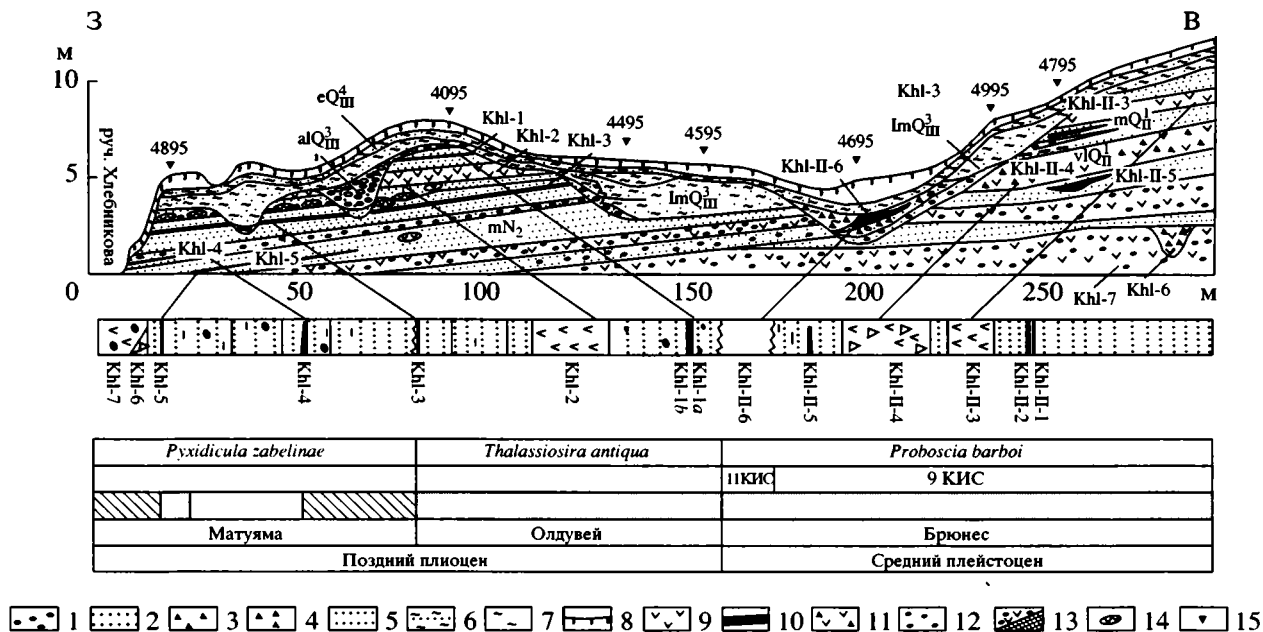 З
В
м
10
5
0
50
100
150
200
250
м
руч. Хлебникова
4895
eQ⁴III
alQ³III
4095
Khl-1
Khl-2
Khl-3
4495
4595
4695
Khl-II-6
Khl-3
lmQ³III
4995
4795
Khl-II-3
mQ¹II
vlQ¹II
Khl-II-4
Khl-II-5
lmQ³III
mN₂
Khl-4
Khl-5
Khl-7
Khl-6
Khl-7
Khl-6
Khl-5
Khl-4
Khl-3
Khl-2
Khl-1b
Khl-1a
Khl-II-6
Khl-II-5
Khl-II-4
Khl-II-3
Khl-II-2
Khl-II-1
Pyxidicula zabelinae Thalassiosira antiqua Proboscia barboi
11КИС 9 КИС
Матуяма Олдувей Брюнес
Поздний плиоцен Средний плейстоцен
1 2 3 4 5 6 7 8 9 10 11 12 13 14 15